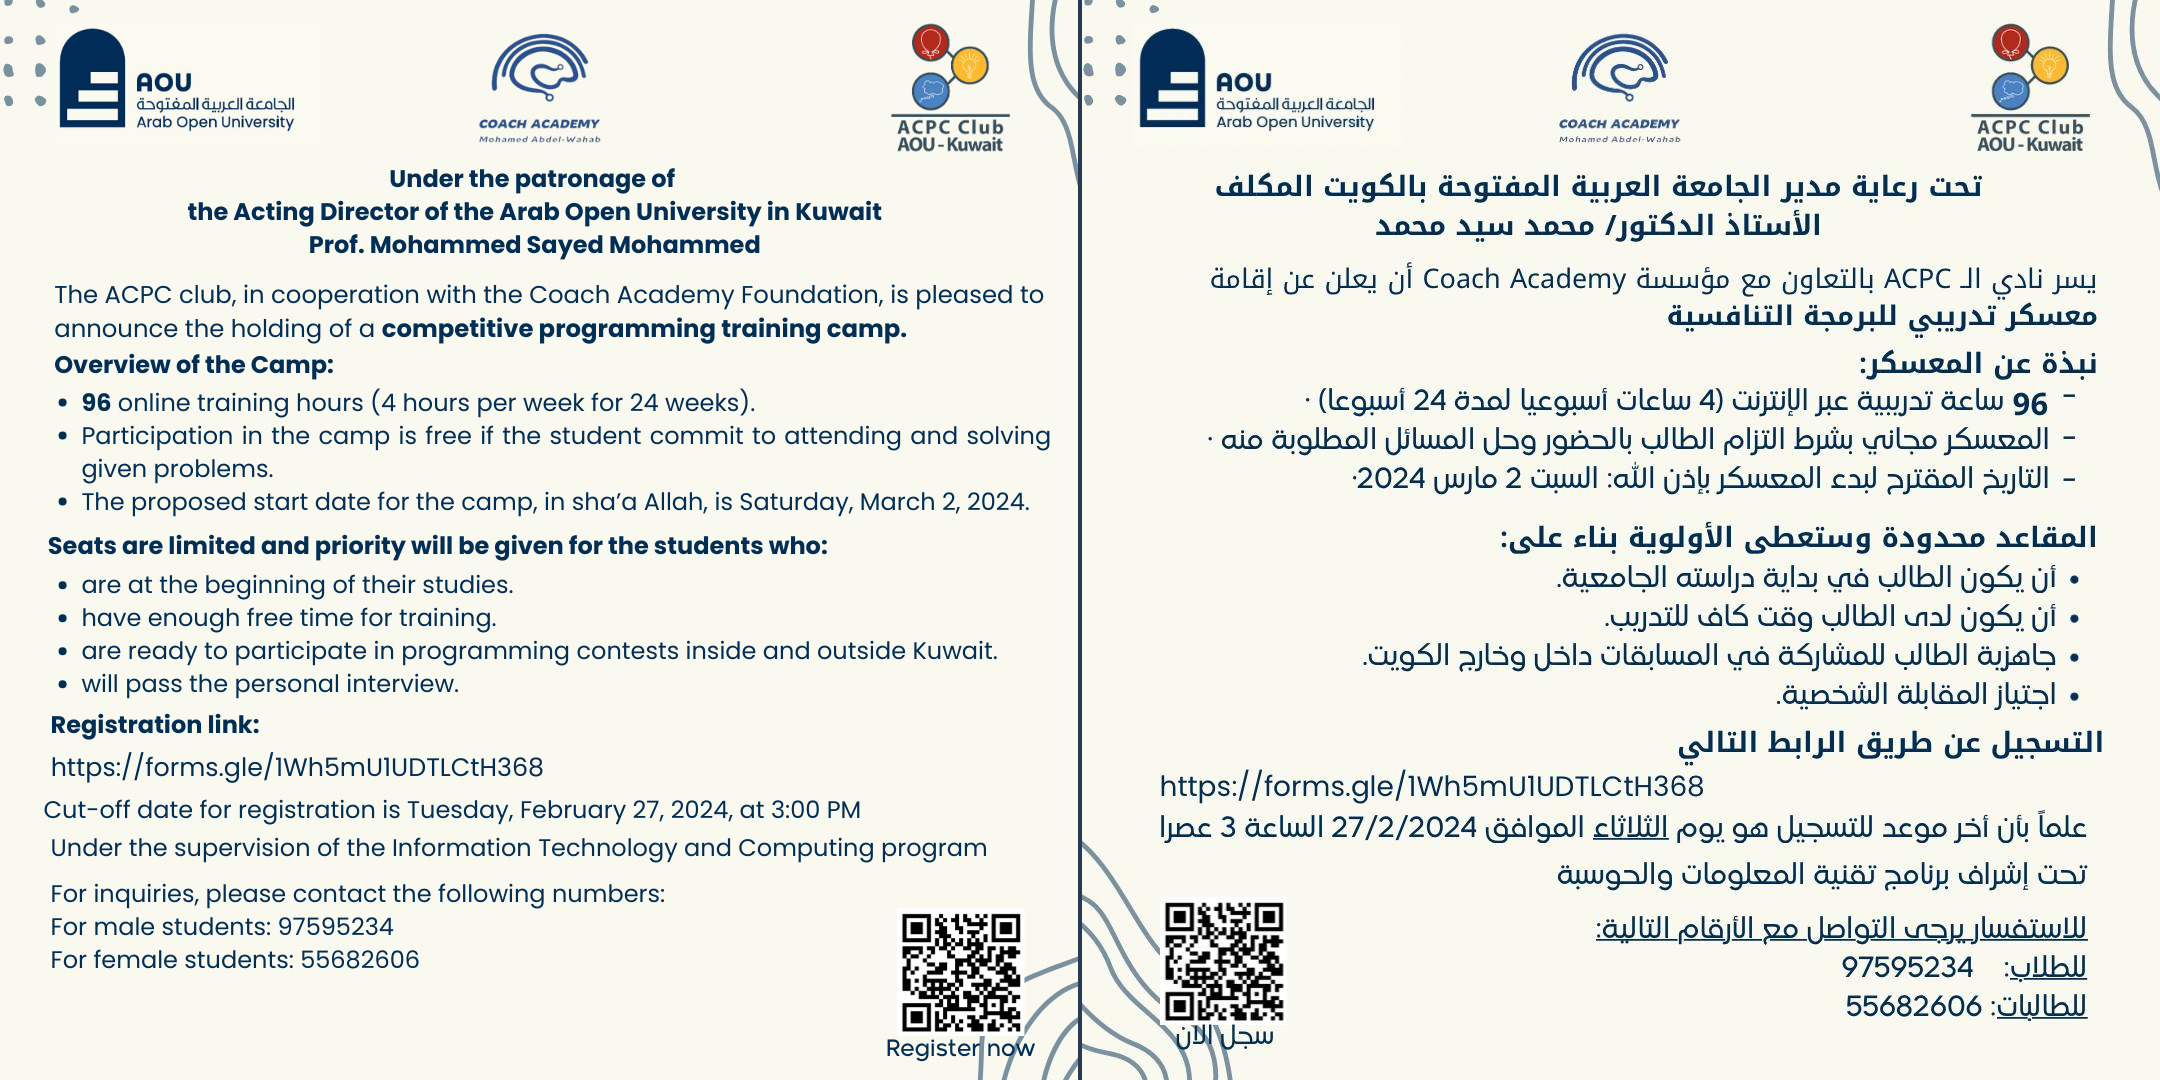 AOU
الجامعة العربية المفتوحة
Arab Open University
COACH ACADEMY
Mohamed Abdel-Wahab
ACPC Club
AOU - Kuwait
Under the patronage of
the Acting Director of the Arab Open University in Kuwait
Prof. Mohammed Sayed Mohammed
The ACPC club, in cooperation with the Coach Academy Foundation, is pleased to
announce the holding of a competitive programming training camp.
Overview of the Camp:
• 96 online training hours (4 hours per week for 24 weeks).
• Participation in the camp is free if the student commit to attending and solving
given problems.
• The proposed start date for the camp, in sha’a Allah, is Saturday, March 2, 2024.
Seats are limited and priority will be given for the students who:
• are at the beginning of their studies.
• have enough free time for training.
• are ready to participate in programming contests inside and outside Kuwait.
• will pass the personal interview.
Registration link:
https://forms.gle/1Wh5mU1UDTLCtH368
Cut-off date for registration is Tuesday, February 27, 2024, at 3:00 PM
Under the supervision of the Information Technology and Computing program
For inquiries, please contact the following numbers:
For male students: 97595234
For female students: 55682606
Register now
AOU
الجامعة العربية المفتوحة
Arab Open University
COACH ACADEMY
Mohamed Abdel-Wahab
ACPC Club
AOU - Kuwait
تحت رعاية مدير الجامعة العربية المفتوحة بالكويت المكلف
الأستاذ الدكتور/ محمد سيد محمد
يسر نادي الـ ACPC بالتعاون مع مؤسسة Coach Academy أن يعلن عن إقامة
معسكر تدريبي للبرمجة التنافسية
نبذة عن المعسكر:
- 96 ساعة تدريبية عبر الإنترنت (4 ساعات أسبوعيا لمدة 24 أسبوعا) ·
- المعسكر مجاني بشرط التزام الطالب بالحضور وحل المسائل المطلوبة منه ·
- التاريخ المقترح لبدء المعسكر بإذن الله: السبت 2 مارس 2024·
المقاعد محدودة وستعطى الأولوية بناء على:
• أن يكون الطالب في بداية دراسته الجامعية.
• أن يكون لدى الطالب وقت كاف للتدريب.
• جاهزية الطالب للمشاركة في المسابقات داخل وخارج الكويت.
• اجتياز المقابلة الشخصية.
التسجيل عن طريق الرابط التالي
https://forms.gle/1Wh5mU1UDTLCtH368
علماً بأن أخر موعد للتسجيل هو يوم الثلاثاء الموافق 27/2/2024 الساعة 3 عصرا
تحت إشراف برنامج تقنية المعلومات والحوسبة
للاستفسار يرجى التواصل مع الأرقام التالية:
للطلاب: 97595234
للطالبات: 55682606
سجل الان